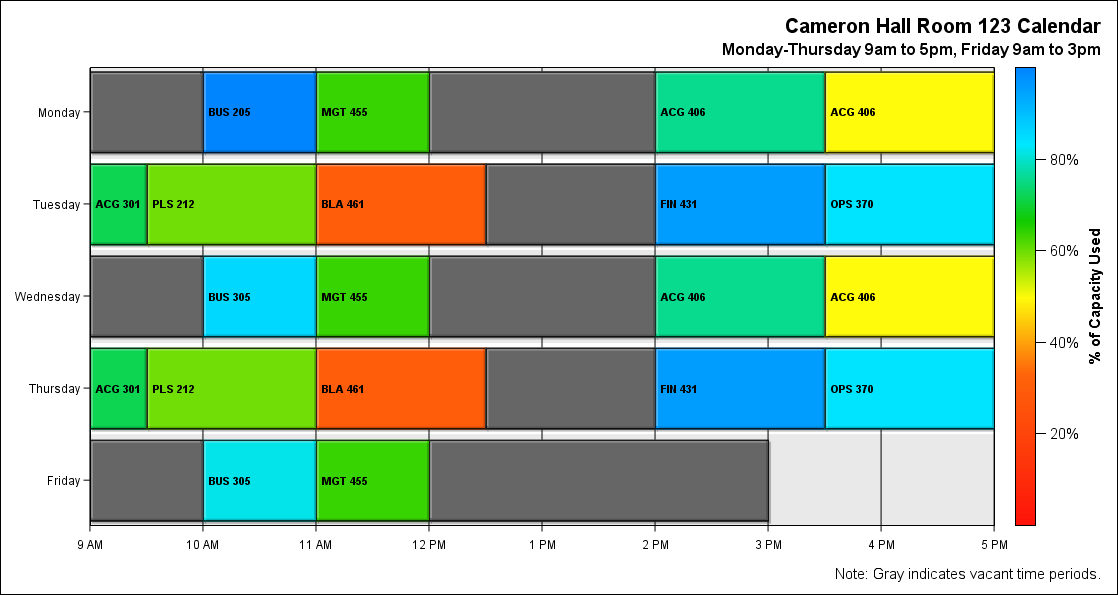 Cameron Hall Room 123 Calendar
Monday-Thursday 9am to 5pm, Friday 9am to 3pm
Monday
BUS 205
MGT 455
ACG 406
ACG 406
Tuesday
ACG 301
PLS 212
BLA 461
FIN 431
OPS 370
Wednesday
BUS 305
MGT 455
ACG 406
ACG 406
Thursday
ACG 301
PLS 212
BLA 461
FIN 431
OPS 370
Friday
BUS 305
MGT 455
9 AM
10 AM
11 AM
12 PM
1 PM
2 PM
3 PM
4 PM
5 PM
80%
60%
40%
20%
% of Capacity Used
Note: Gray indicates vacant time periods.